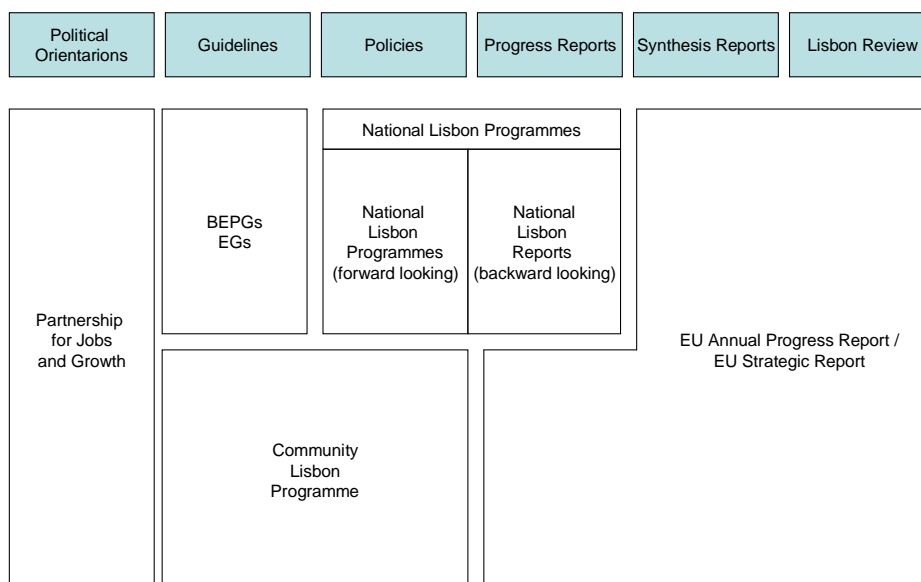 Political
Orientarions
Guidelines
Policies
Progress Reports
Synthesis Reports
Lisbon Review
National Lisbon Programmes
BEPGs
EGs
National
Lisbon
Programmes
(forward looking)
National
Lisbon
Reports
(backward looking)
Partnership
for Jobs
and Growth
EU Annual Progress Report /
EU Strategic Report
Community
Lisbon
Programme